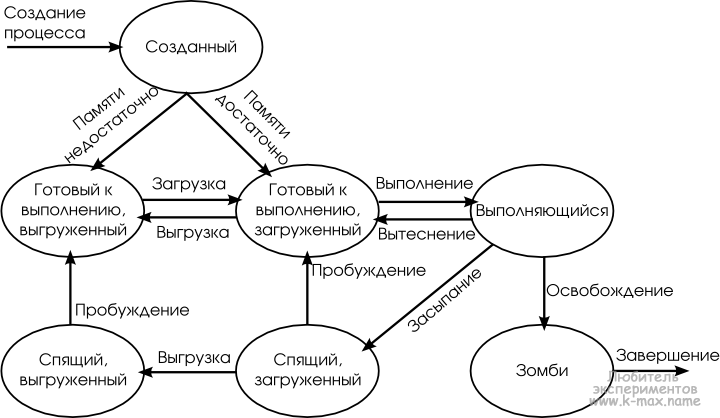 Создание
процесса
Созданный
Памяти
недостаточно
Памяти
достаточно
Готовый к
выполнению,
выгруженный
Загрузка
Выгрузка
Готовый к
выполнению,
загруженный
Выполнение
Вытеснение
Выполняющийся
Пробуждение
Пробуждение
Засыпание
Освобождение
Спящий,
выгруженный
Выгрузка
Спящий,
загруженный
Зомби
Завершение
Любитель
экспериментов
www.k-max.name